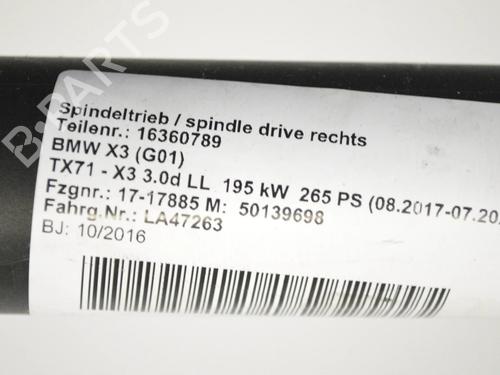 Spindeltrieb / spindle drive rechts
Teilenr.: 16360789
BMW X3 (G01)
TX71 - X3 3.0d LL 195 kW 265 PS (08.2017-07.20
Fzgnr.: 17-17885 M: 50139698
Fahrg.Nr.: LA47263
BJ: 10/2016
B-PARTS